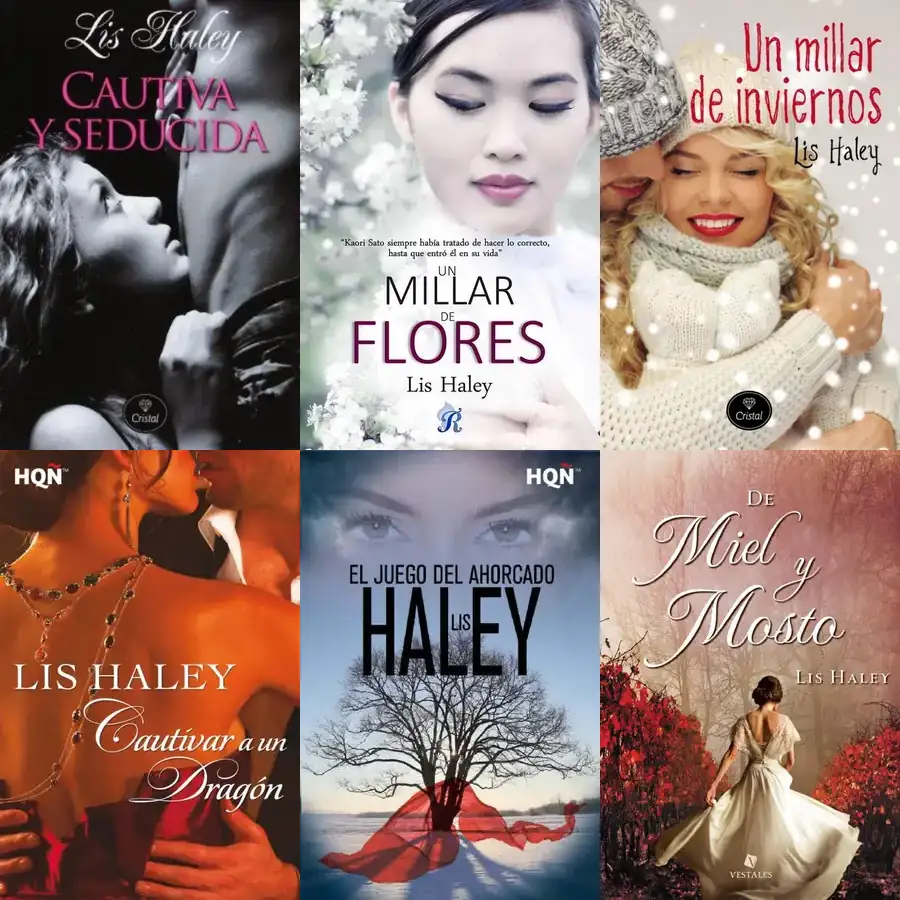 Lis Haley
CAUTIVA
Y SEDUCIDA
Cristal
"Kaori Sato siempre había tratado de hacer lo correcto,
hasta que entró él en su vida"
UN
MILLAR
DE
FLORES
Lis Haley
R
Un millar
de inviernos
Lis Haley
Cristal
HQÑ™
LIS HALEY
Cautivar a un
Dragón
HQÑ™
EL JUEGO DEL AHORCADO
LIS
HALEY
DE
Miel
y
Mosto
LIS HALEY
V
VESTALES